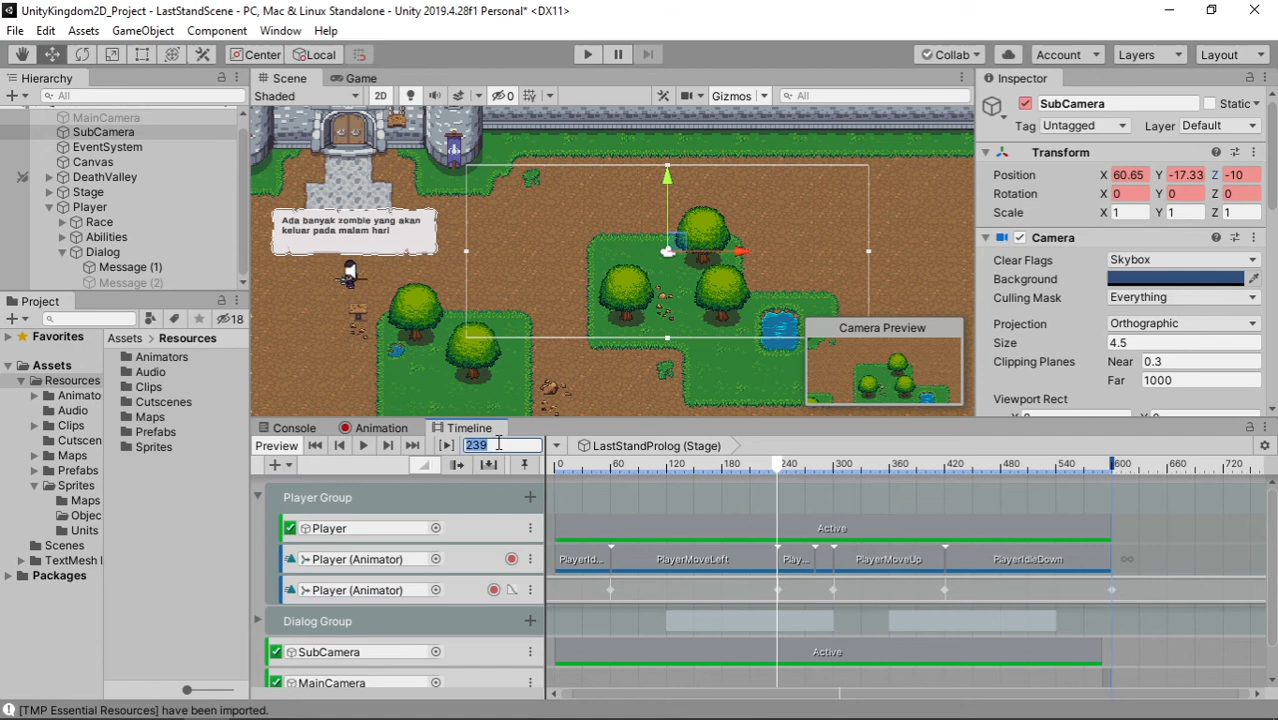 UnityKingdom2D_Project - LastStandScene - PC, Mac & Linux Standalone - Unity 2019.4.28f1 Personal* <DX11>
File Edit Assets GameObject Component Window Help
Center Local Collab Account Layers Layout
Hierarchy
All
MainCamera
SubCamera
EventSystem
Canvas
DeathValley
Stage
Player
Race
Abilities
Dialog
Message (1)
Message (2)
Scene Game
Shaded 2D 0 Gizmos All
Ada banyak zombie yang akan
keluar pada malam hari
Camera Preview
Inspector
SubCamera Static
Tag Untagged Layer Default
Transform
Position X 60.65 Y -17.33 Z -10
Rotation X 0 Y 0 Z 0
Scale X 1 Y 1 Z 1
Camera
Clear Flags Skybox
Background
Culling Mask Everything
Projection Orthographic
Size 4.5
Clipping Planes Near 0.3
Far 1000
Viewport Rect
Project
18
Favorites
Assets
Resources
Animato
Audio
Clips
Cutscen
Maps
Prefabs
Sprites
Maps
Objec
Units
Scenes
TextMesh
Packages
Assets > Resources
Animators
Audio
Clips
Cutscenes
Maps
Prefabs
Sprites
Console Animation Timeline
Preview 239 LastStandProlog (Stage)
0 60 120 180 240 300 360 420 480 540 600 660 720
Player Group
Player Active
Player (Animator) PlayerId... PlayerMoveLeft Play... PlayerMoveUp PlayerIdleDown
Player (Animator)
Dialog Group
SubCamera Active
MainCamera
[TMP Essential Resources] have been imported.